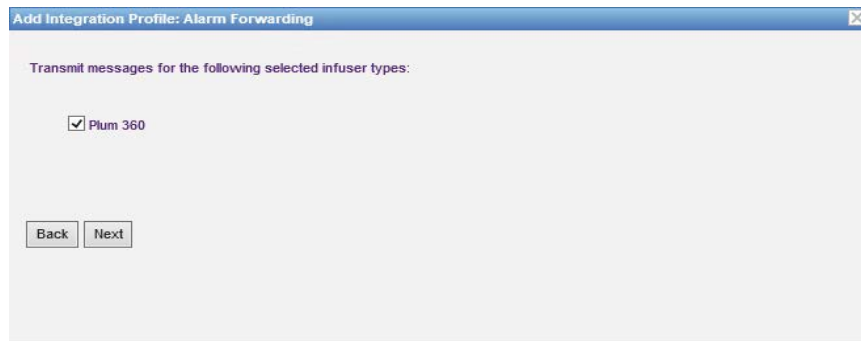 Add Integration Profile: Alarm Forwarding
Transmit messages for the following selected infuser types:
Plum 360
Back Next